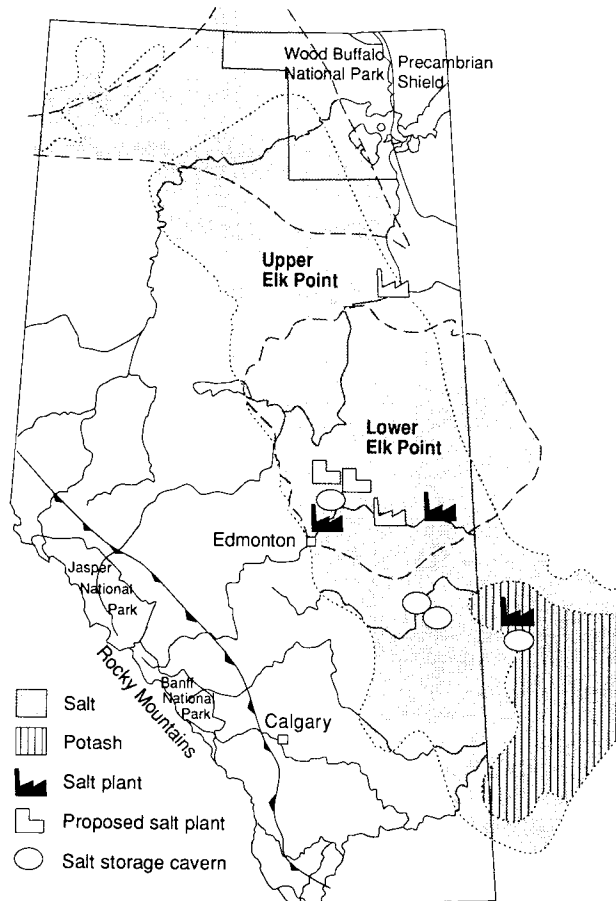 Wood Buffalo
National Park
Precambrian
Shield
Upper
Elk Point
Lower
Elk Point
Edmonton
Jasper
National
Park
Rocky Mountains
Banff
National
Park
Calgary
Salt
Potash
Salt plant
Proposed salt plant
Salt storage cavern